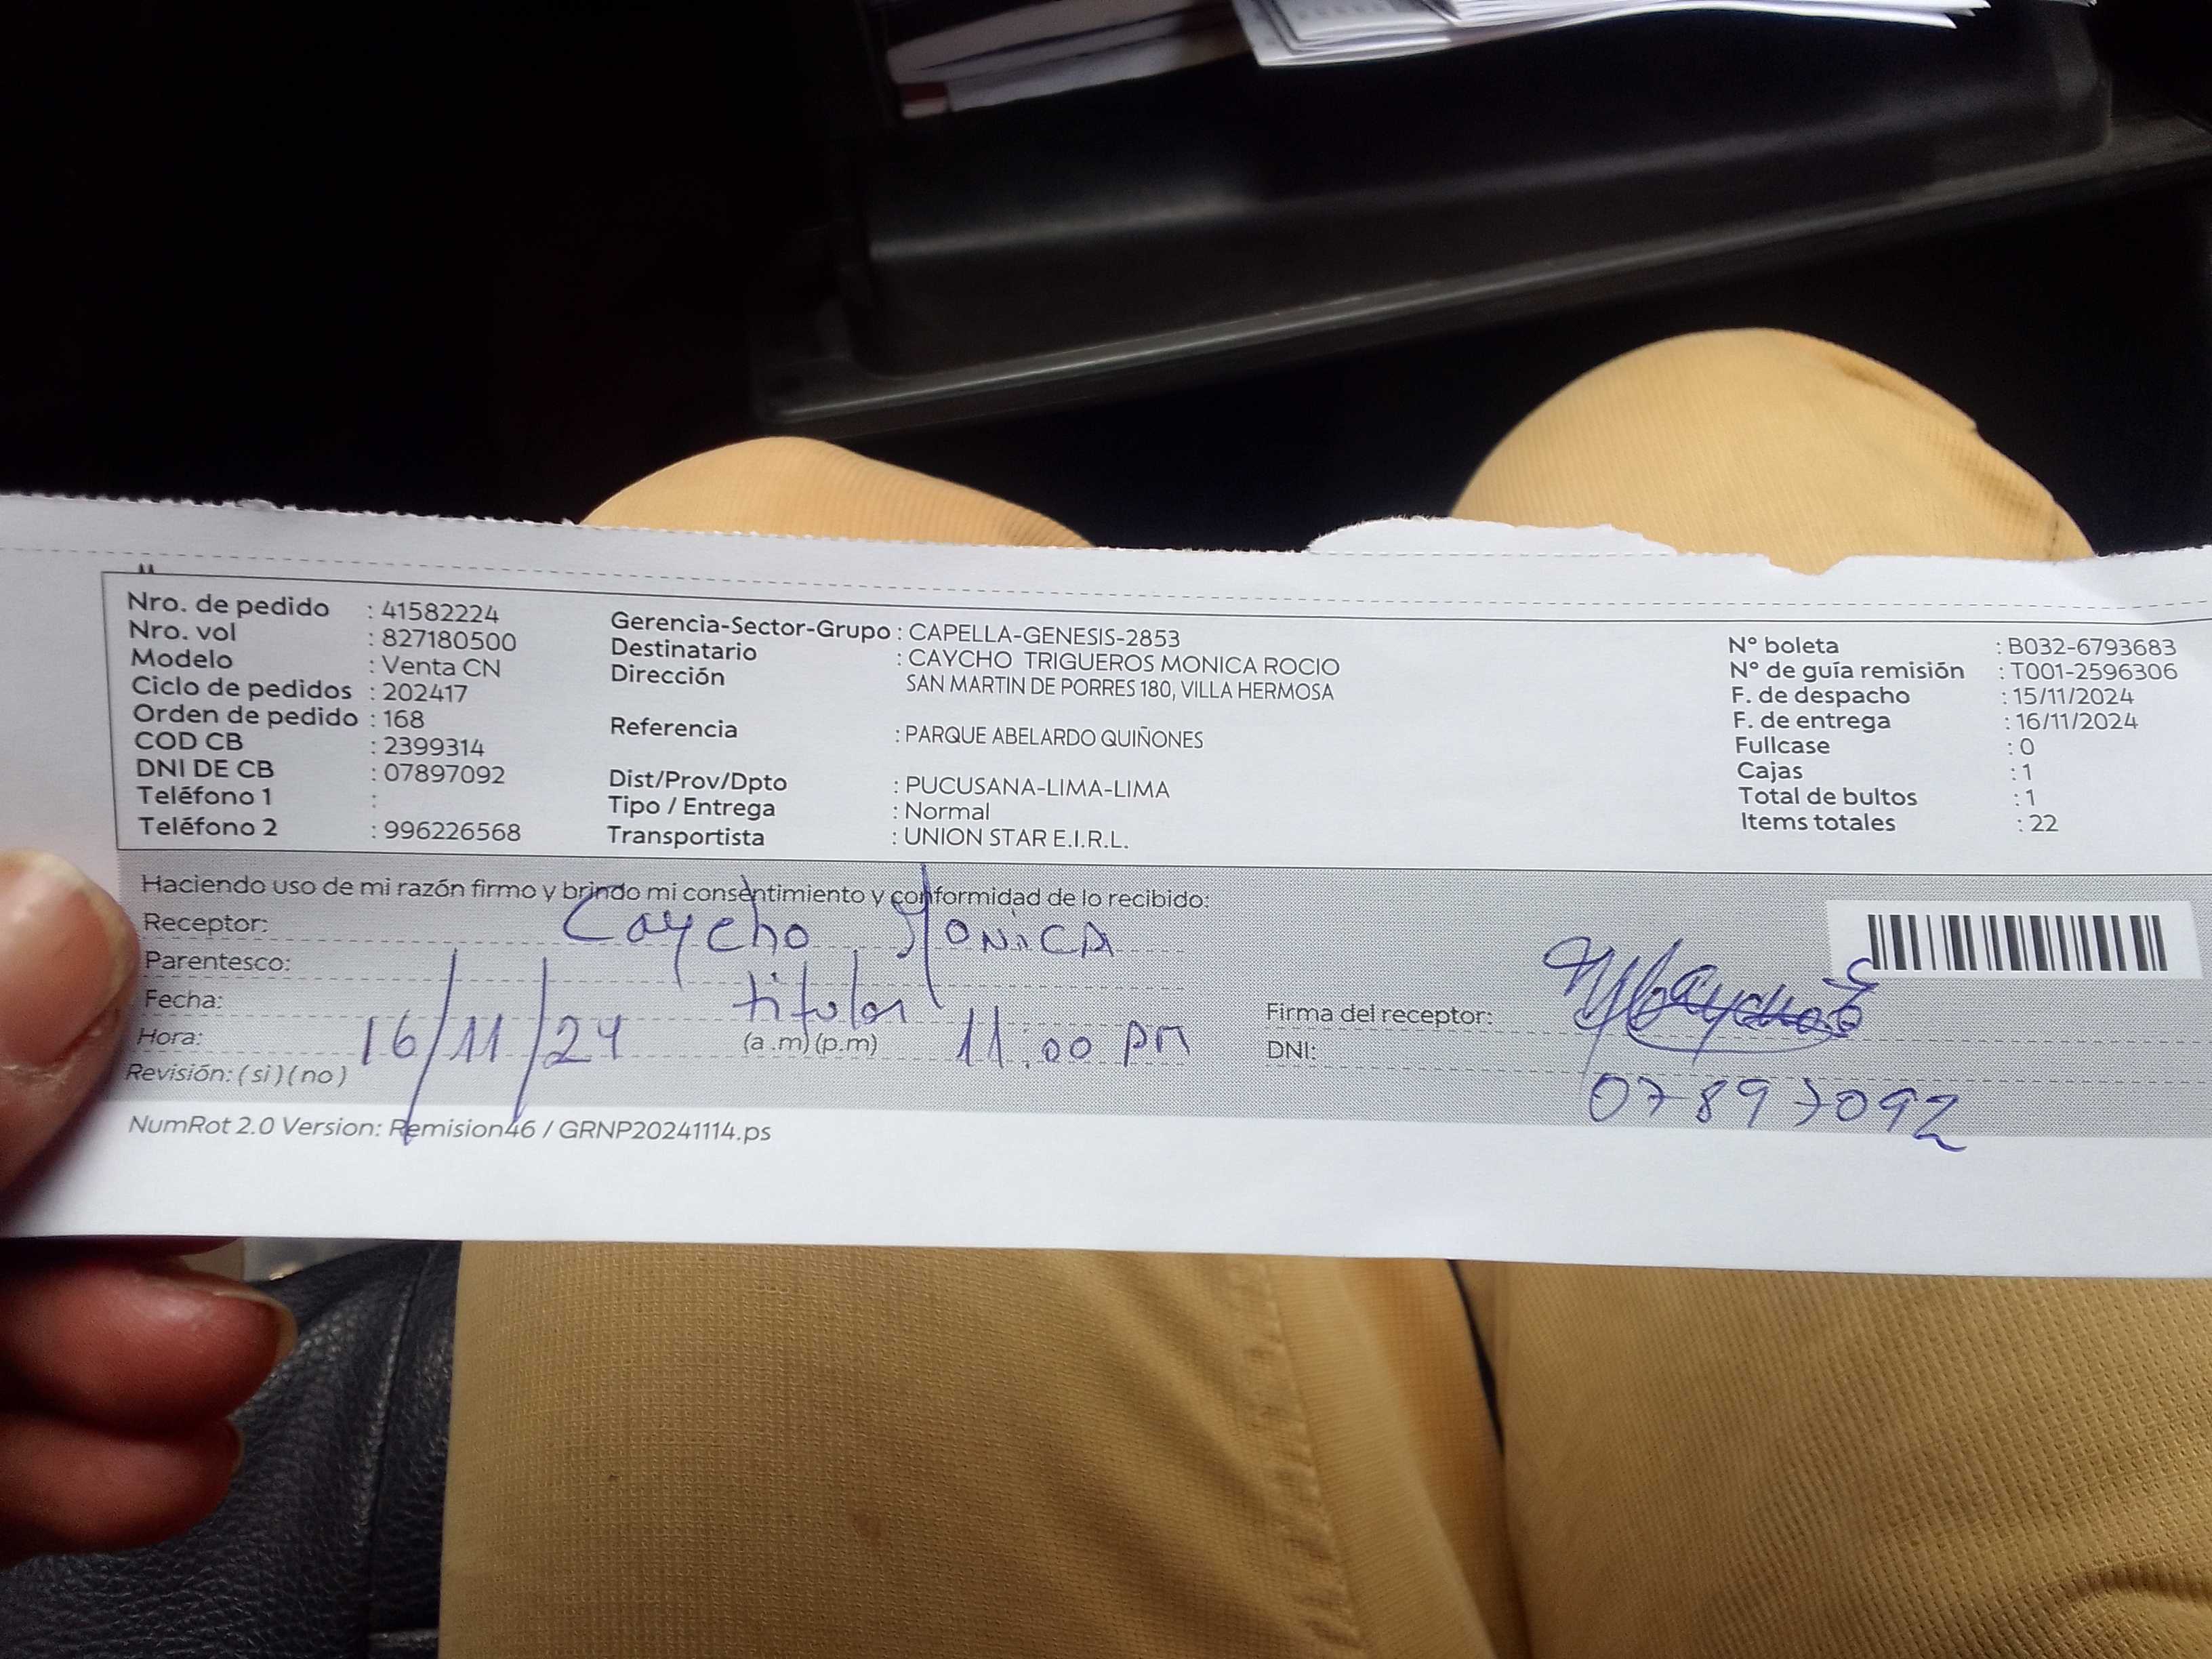 Nro. de pedido : 41582224
Nro. vol : 827180500
Modelo : Venta CN
Ciclo de pedidos : 202417
Orden de pedido : 168
COD CB : 2399314
DNI DE CB : 07897092
Teléfono 1 :
Teléfono 2 : 996226568
Gerencia-Sector-Grupo : CAPELLA-GENESIS-2853
Destinatario : CAYCHO TRIGUEROS MONICA ROCIO
Dirección SAN MARTIN DE PORRES 180, VILLA HERMOSA
Referencia : PARQUE ABELARDO QUIÑONES
Dist/Prov/Dpto : PUCUSANA-LIMA-LIMA
Tipo / Entrega : Normal
Transportista : UNION STAR E.I.R.L.
N° boleta : B032-6793683
N° de guía remisión : T001-2596306
F. de despacho : 15/11/2024
F. de entrega : 16/11/2024
Fullcase : 0
Cajas : 1
Total de bultos : 1
Items totales : 22
Haciendo uso de mi razón firmo y brindo mi consentimiento y conformidad de lo recibido:
Receptor: Caycho Monica
Parentesco: titular
Fecha: 16/11/24
Hora: (a.m) (p.m) 11:00 pm
Revisión: (si) (no)
Firma del receptor:
DNI: 07897092
NumRot 2.0 Version: Remision46 / GRNP20241114.ps